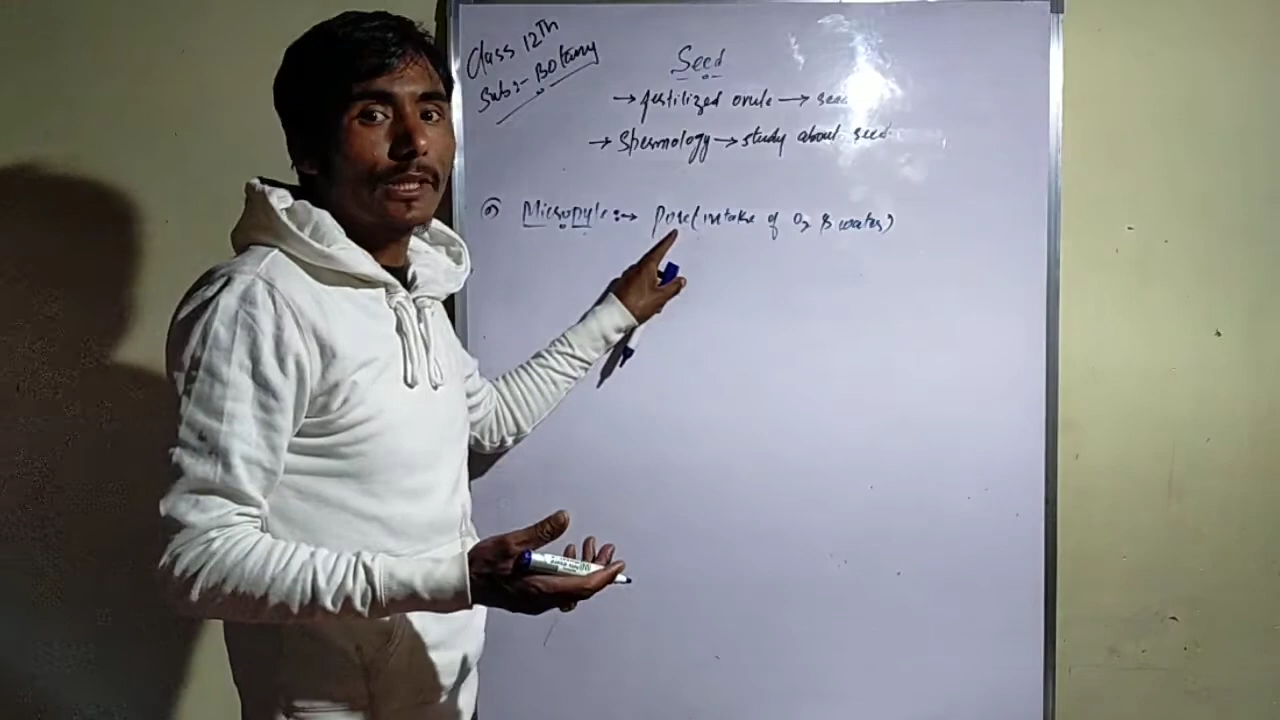 Class 12Th
Sub:- Botany
Seed
→ fertilized ovule → seed
→ Spermology → study about seed.
Micropyle :→ Pore (intake of O₂ & water)